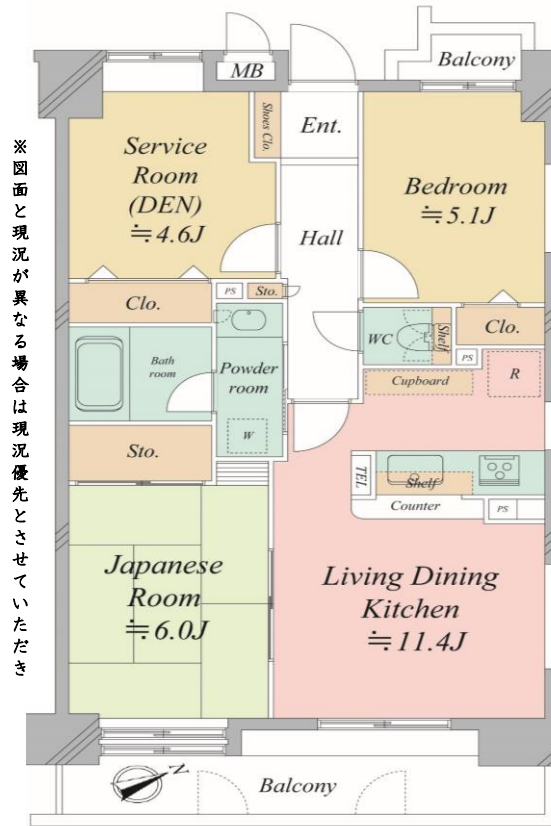 MB
Balcony
Shoes Clo.
Ent.
Service
Room
(DEN)
≒4.6J
Bedroom
≒5.1J
Hall
PS
Sto.
Clo.
WC
Shelf
Clo.
PS
Bath
room
Powder
room
Cupboard
R
W
Sto.
TEL
Shelf
Counter
PS
Japanese
Room
≒6.0J
Living Dining
Kitchen
≒11.4J
N
Balcony
※図面と現況が異なる場合は現況優先とさせていただき